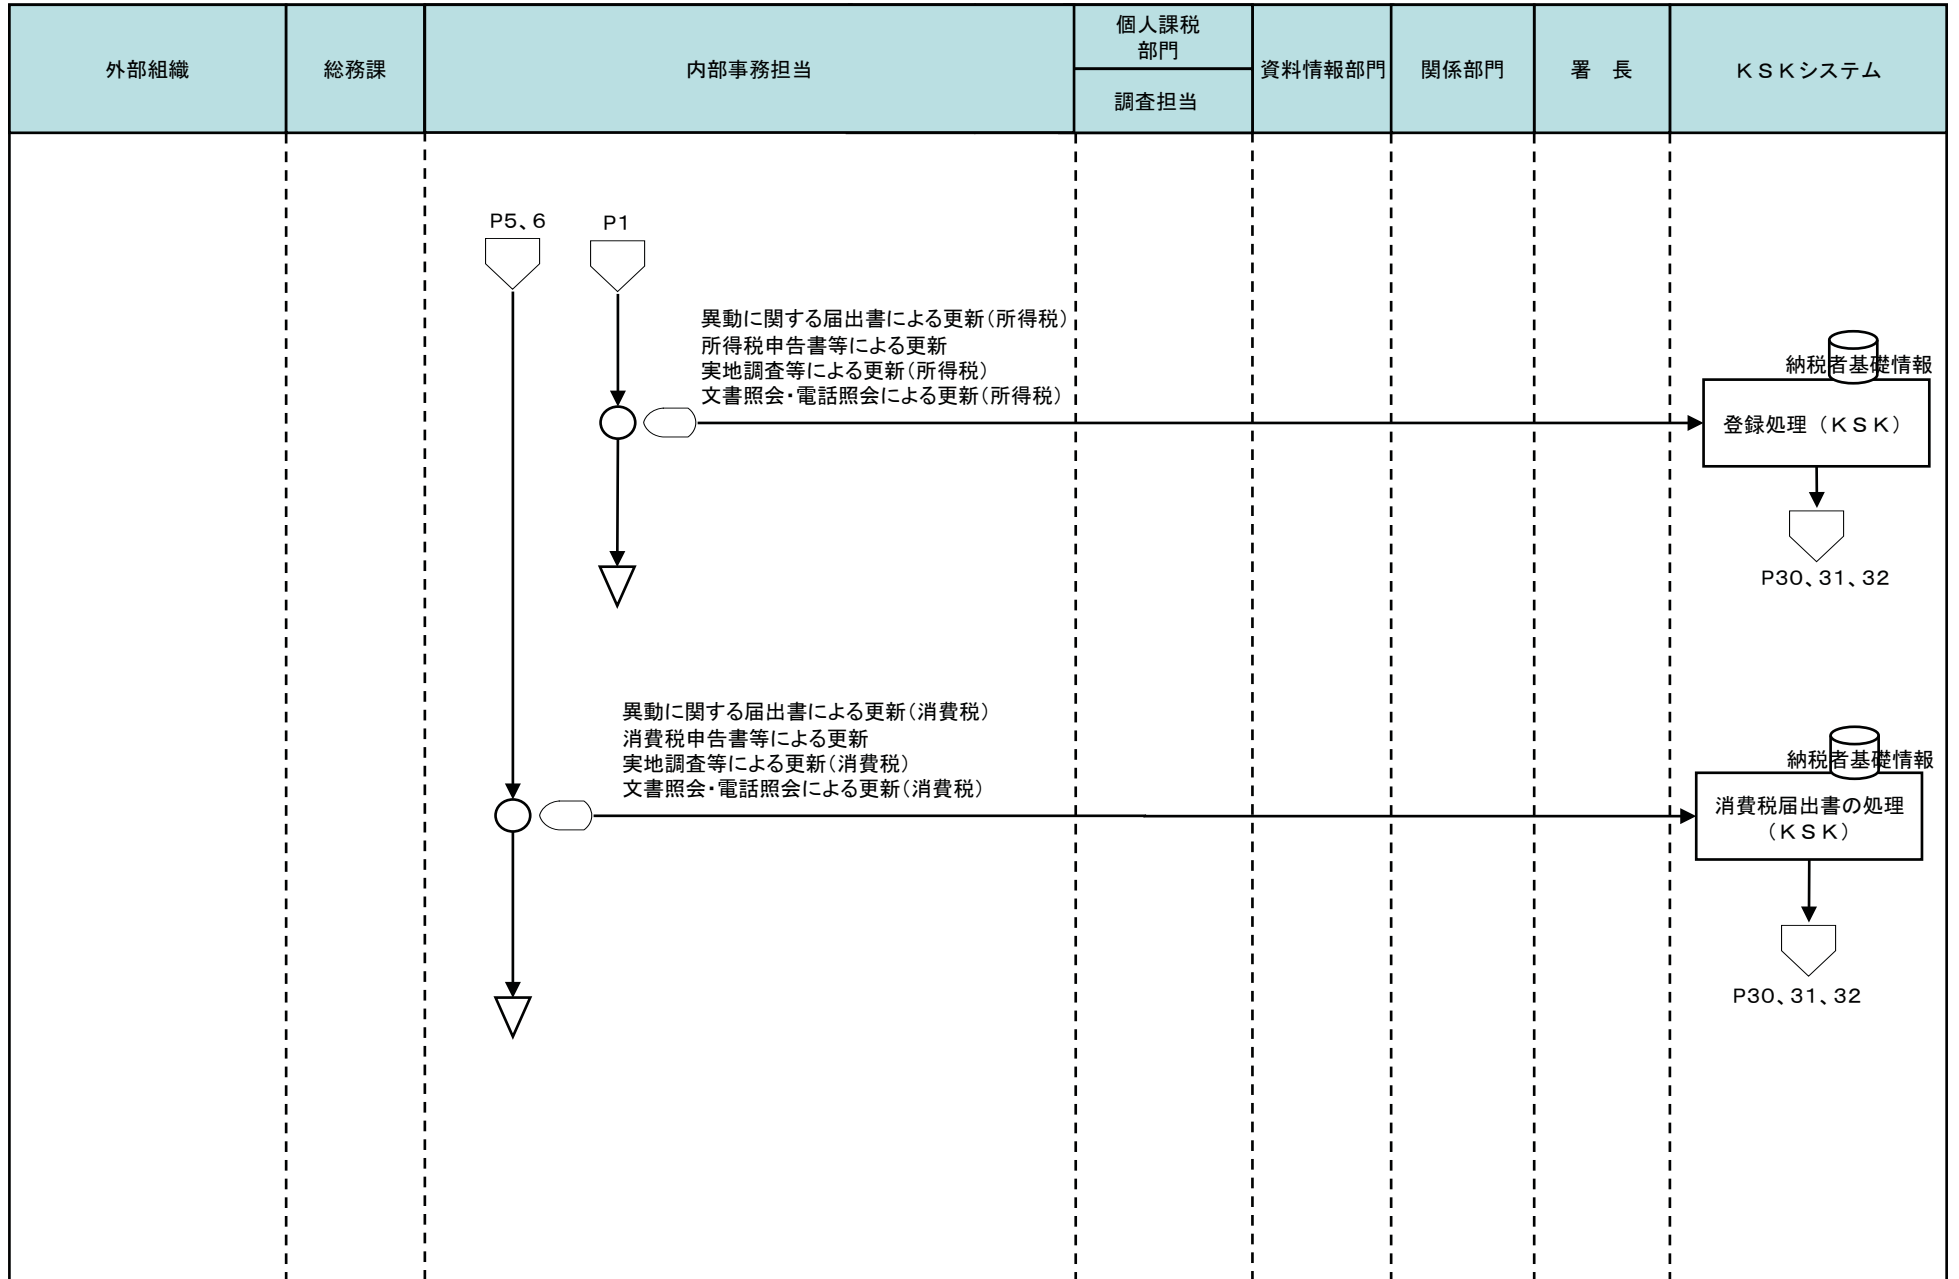 外部組織
総務課
内部事務担当
個人課税
部門
調査担当
資料情報部門
関係部門
署　長
ＫＳＫシステム
P5、6
P1
異動に関する届出書による更新（所得税）
所得税申告書等による更新
実地調査等による更新（所得税）
文書照会・電話照会による更新（所得税）
納税者基礎情報
登録処理（ＫＳＫ）
P30、31、32
異動に関する届出書による更新（消費税）
消費税申告書等による更新
実地調査等による更新（消費税）
文書照会・電話照会による更新（消費税）
納税者基礎情報
消費税届出書の処理
（ＫＳＫ）
P30、31、32